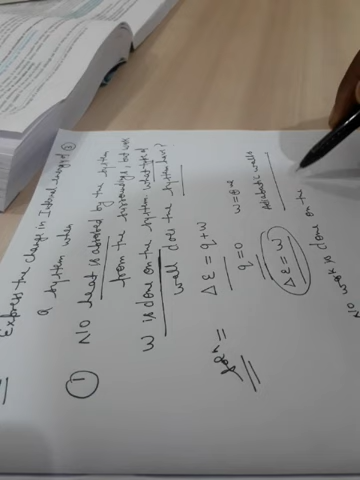 Express the change in Internal energy of
a system when
① NO heat is absorbed by the system
from the surroundings, but work
W is done on the system what type of
wall does the system have?
solⁿ = ΔE = q + w
q = 0
ΔE = w
Adiabatic walls
NO work is done on the